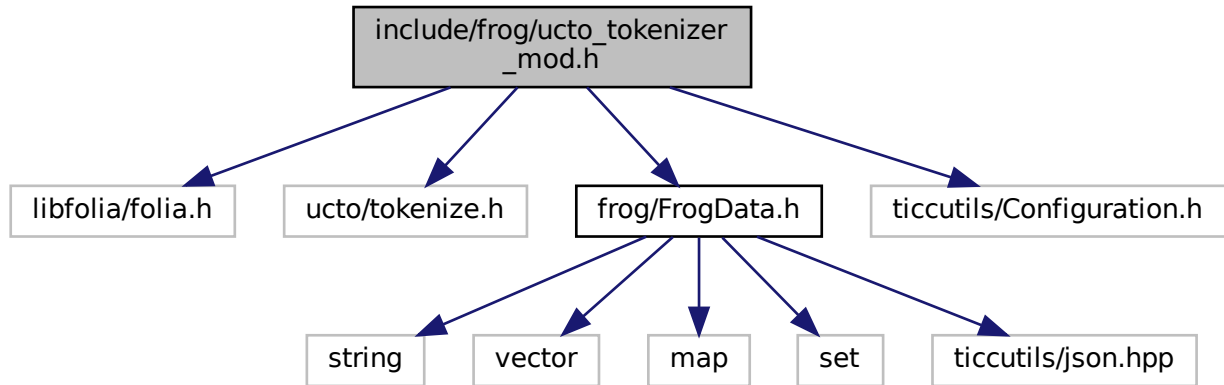 include/frog/ucto_tokenizer
_mod.h
libfolia/folia.h
ucto/tokenize.h
frog/FrogData.h
ticcutils/Configuration.h
string
vector
map
set
ticcutils/json.hpp